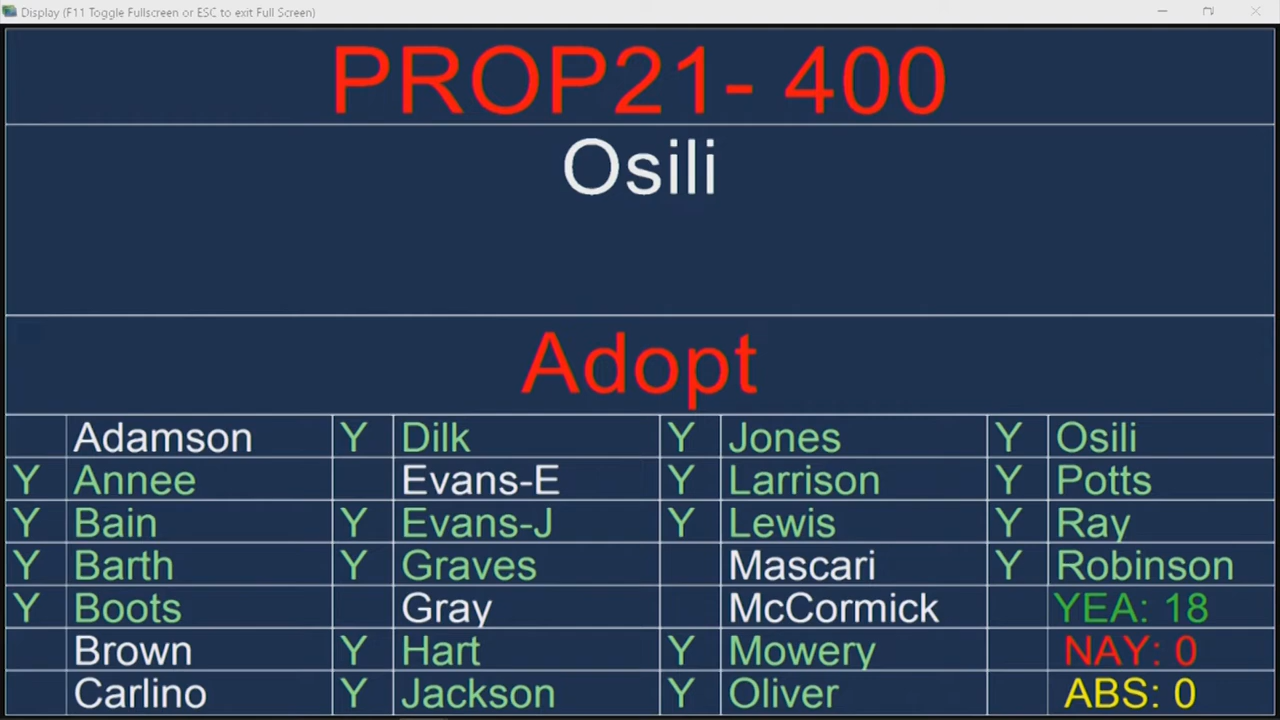 Display (F11 Toggle Fullscreen or ESC to exit Full Screen)
PROP21- 400
Osili
Adopt
Adamson Y Dilk Y Jones Y Osili
Y Annee Evans-E Y Larrison Y Potts
Y Bain Y Evans-J Y Lewis Y Ray
Y Barth Y Graves Mascari Y Robinson
Y Boots Gray McCormick YEA: 18
Brown Y Hart Y Mowery NAY: 0
Carlino Y Jackson Y Oliver ABS: 0